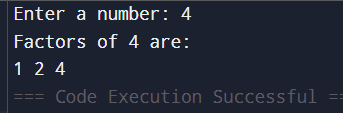 Enter a number: 4
Factors of 4 are:
1 2 4
=== Code Execution Successful ==